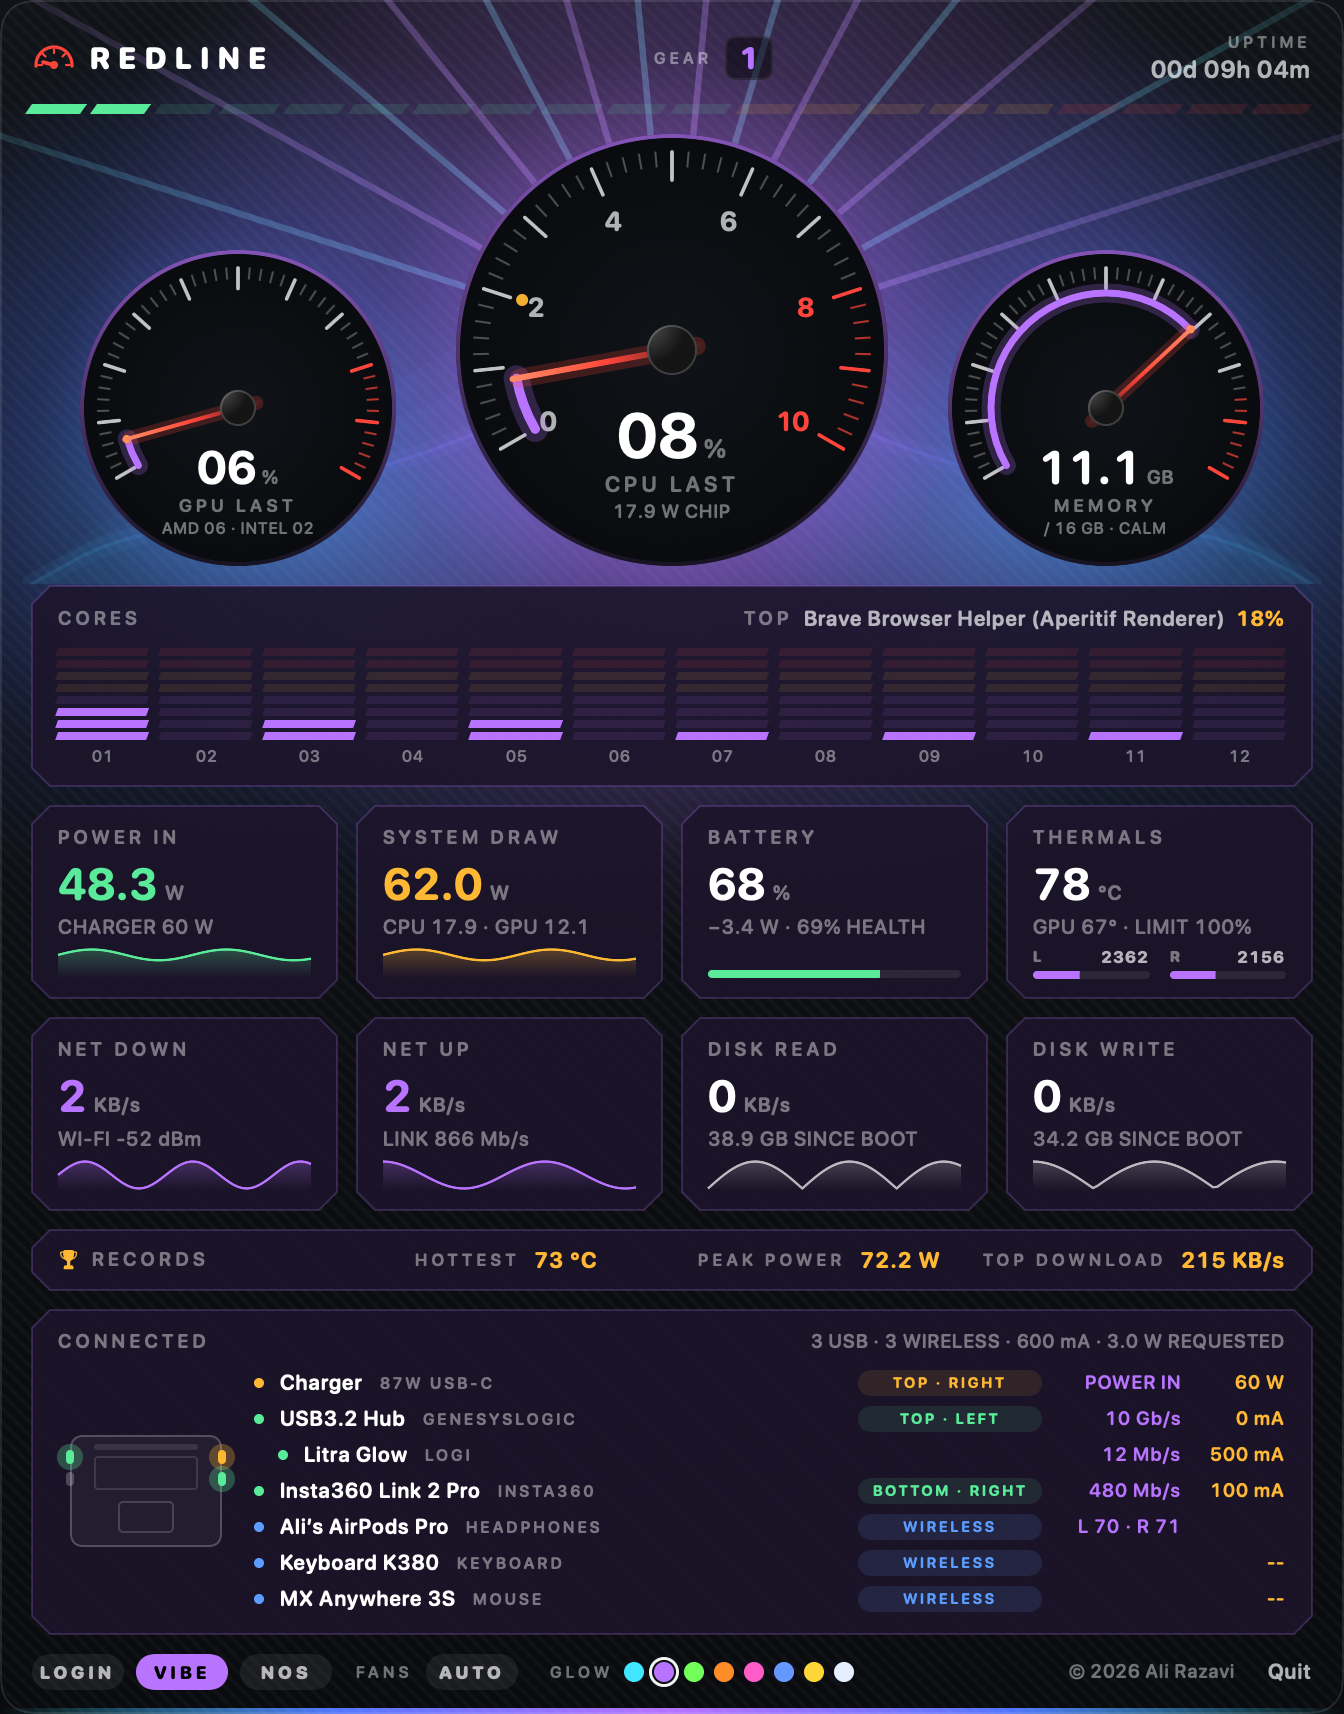 REDLINE
GEAR 1
UPTIME
00d 09h 04m
4 6
2 8
0 10
08 %
CPU LAST
17.9 W CHIP
06 %
GPU LAST
AMD 06 · INTEL 02
11.1 GB
MEMORY
/ 16 GB · CALM
CORES TOP Brave Browser Helper (Aperitif Renderer) 18%
01 02 03 04 05 06 07 08 09 10 11 12
POWER IN
48.3 W
CHARGER 60 W
SYSTEM DRAW
62.0 W
CPU 17.9 · GPU 12.1
BATTERY
68 %
−3.4 W · 69% HEALTH
THERMALS
78 °C
GPU 67° · LIMIT 100%
L 2362 R 2156
NET DOWN
2 KB/s
WI-FI -52 dBm
NET UP
2 KB/s
LINK 866 Mb/s
DISK READ
0 KB/s
38.9 GB SINCE BOOT
DISK WRITE
0 KB/s
34.2 GB SINCE BOOT
RECORDS HOTTEST 73 °C PEAK POWER 72.2 W TOP DOWNLOAD 215 KB/s
CONNECTED 3 USB · 3 WIRELESS · 600 mA · 3.0 W REQUESTED
Charger 87W USB-C TOP · RIGHT POWER IN 60 W
USB3.2 Hub GENESYSLOGIC TOP · LEFT 10 Gb/s 0 mA
Litra Glow LOGI 12 Mb/s 500 mA
Insta360 Link 2 Pro INSTA360 BOTTOM · RIGHT 480 Mb/s 100 mA
Ali's AirPods Pro HEADPHONES WIRELESS L 70 · R 71
Keyboard K380 KEYBOARD WIRELESS --
MX Anywhere 3S MOUSE WIRELESS --
LOGIN VIBE NOS FANS AUTO GLOW © 2026 Ali Razavi Quit